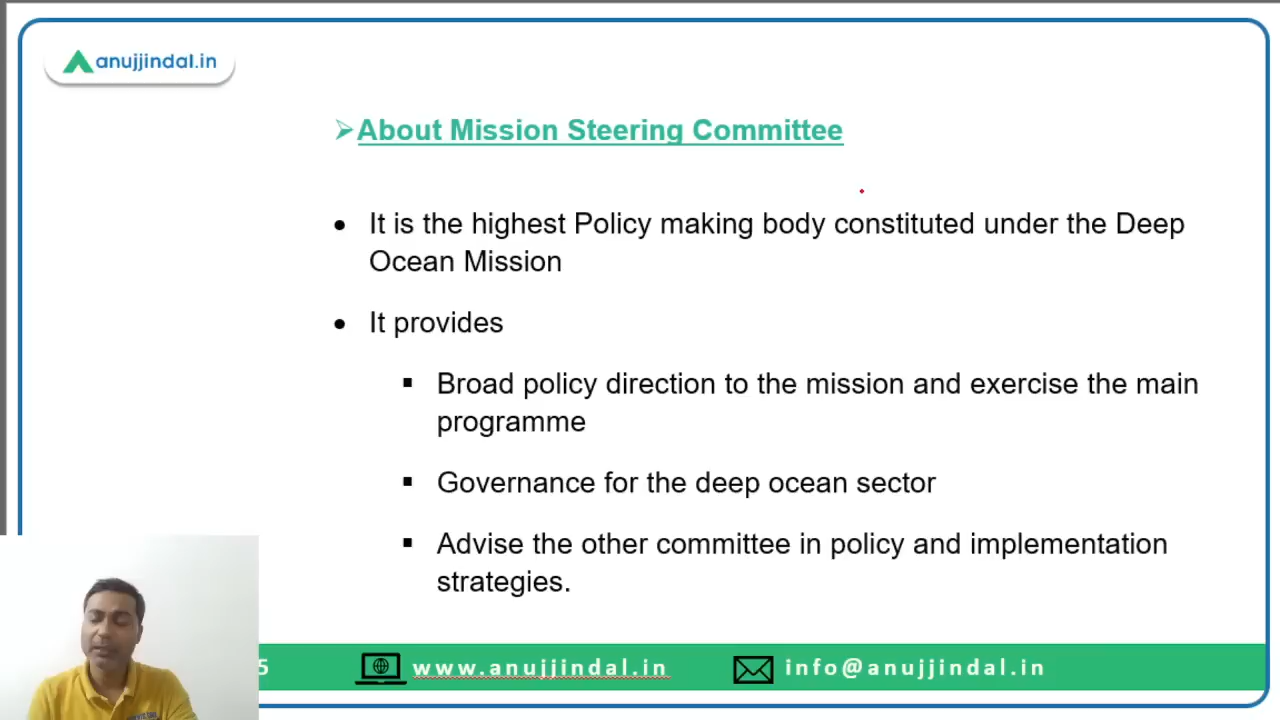 anujjindal.in
About Mission Steering Committee
It is the highest Policy making body constituted under the Deep
Ocean Mission
It provides
Broad policy direction to the mission and exercise the main
programme
Governance for the deep ocean sector
Advise the other committee in policy and implementation
strategies.
5 www.anujjindal.in info@anujjindal.in